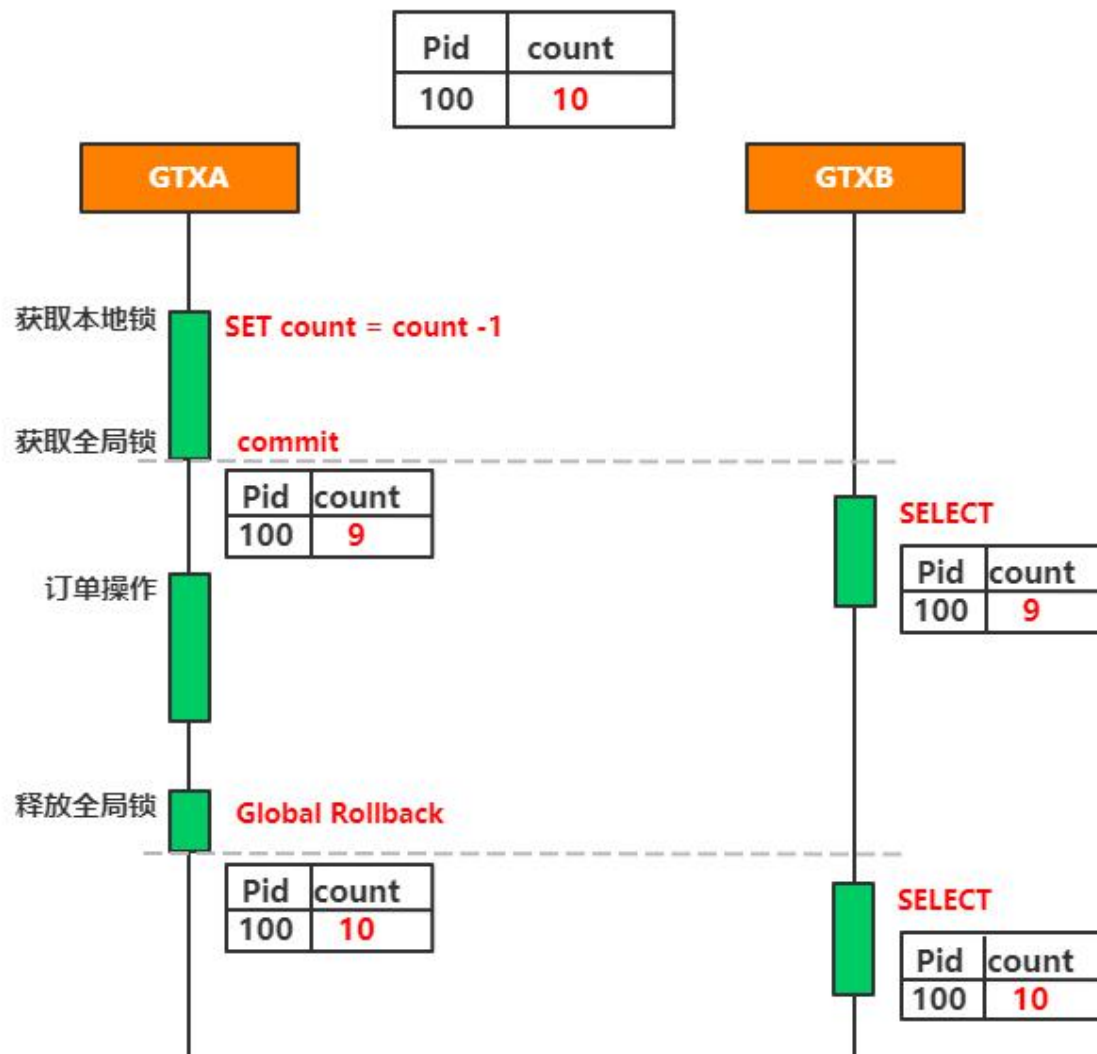 Pid count
100 10
GTXA
GTXB
获取本地锁
SET count = count -1
获取全局锁
commit
Pid count
100 9
SELECT
Pid count
100 9
订单操作
释放全局锁
Global Rollback
Pid count
100 10
SELECT
Pid count
100 10